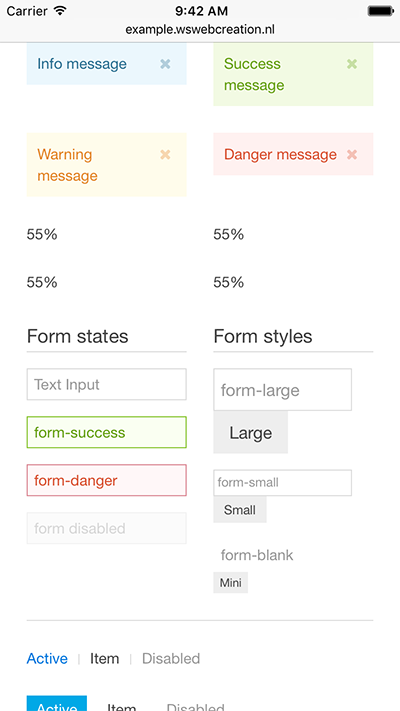 Carrier 9:42 AM
example.wswebcreation.nl
Info message
Success
message
Warning
message
Danger message
55% 55%
55% 55%
Form states
Form styles
Text Input
form-success
form-danger
form disabled
form-large
Large
form-small
Small
form-blank
Mini
Active Item Disabled
Active Item Disabled